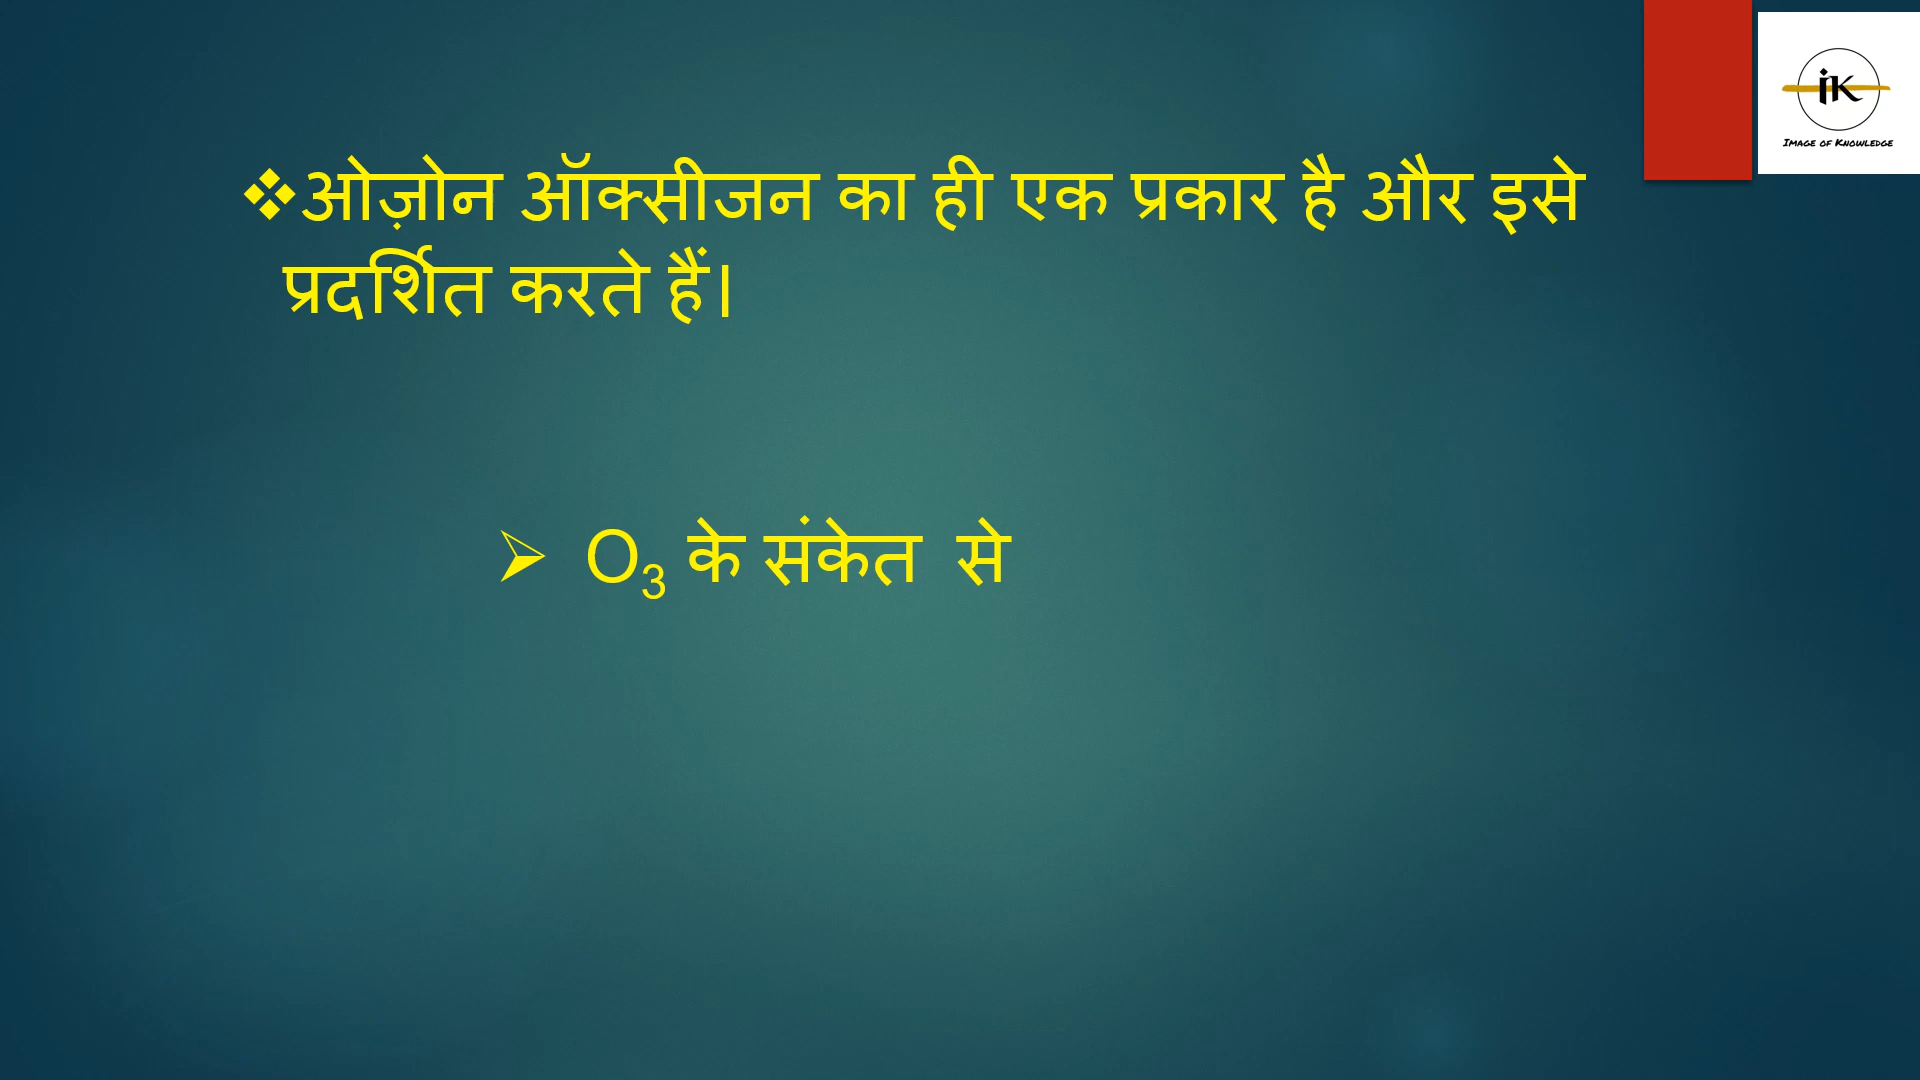 ❖ओज़ोन ऑक्सीजन का ही एक प्रकार है और इसे
प्रदर्शित करते हैं।
➢ O₃ के संकेत से
iK
IMAGE OF KNOWLEDGE